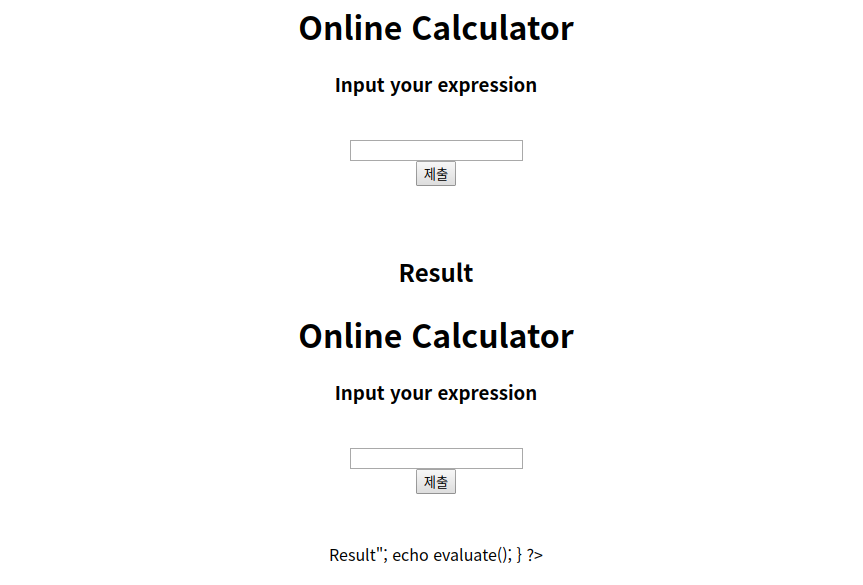 Online Calculator
Input your expression
제출
Result
Online Calculator
Input your expression
제출
Result"; echo evaluate(); } ?>